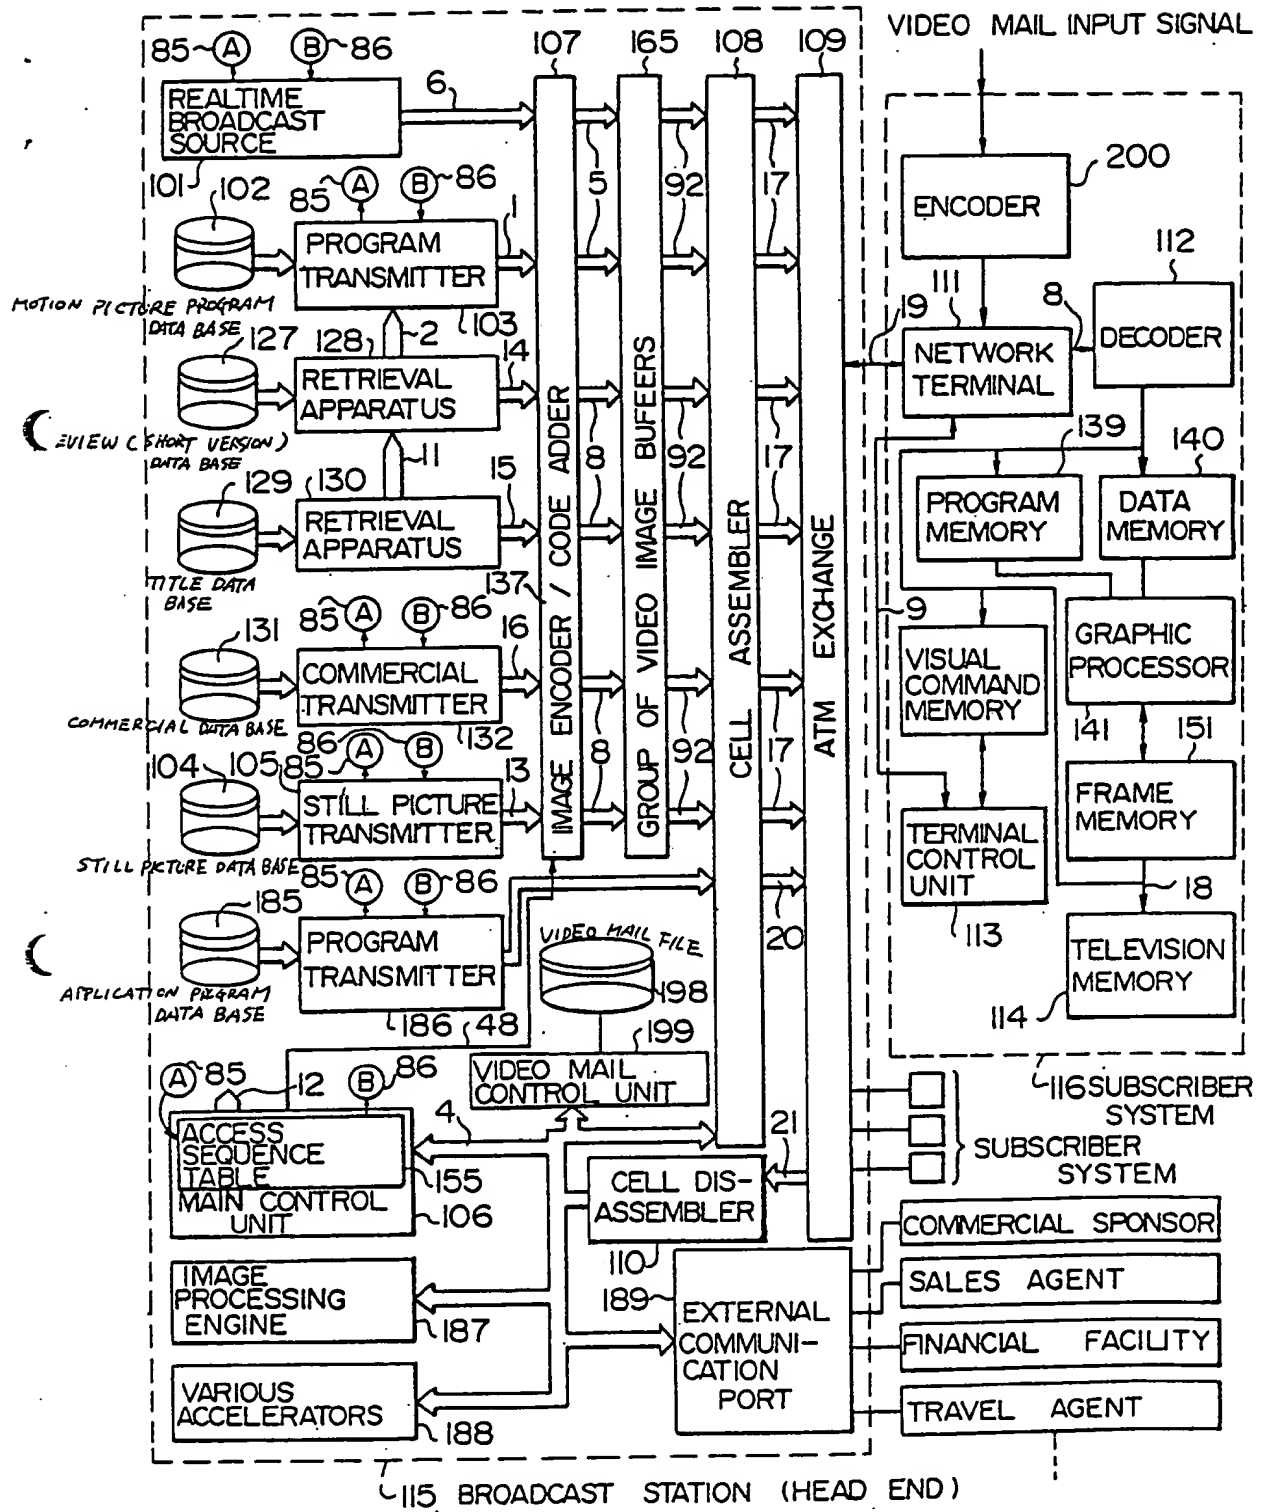 VIDEO MAIL INPUT SIGNAL
85 A B 86 107 165 108 109
REALTIME
BROADCAST
SOURCE
6 5 92 17
101
102
MOTION PICTURE PROGRAM
DATA BASE
85 A B 86
PROGRAM
TRANSMITTER
1
103
2
127
EVIEW (SHORT VERSION)
DATA BASE
128
RETRIEVAL
APPARATUS
14
8 92 17
11
129
TITLE DATA
BASE
130
RETRIEVAL
APPARATUS
15
137
85 A B 86
131
COMMERCIAL DATA BASE
COMMERCIAL
TRANSMITTER
16
132
8 92 17
86 B
85 A
104
105
STILL PICTURE DATA BASE
STILL PICTURE
TRANSMITTER
13
85 A B 86
185
APPLICATION PROGRAM
DATA BASE
PROGRAM
TRANSMITTER
186
48
20
IMAGE ENCODER / CODE ADDER
GROUP OF VIDEO IMAGE BUFEERS
CELL ASSEMBLER
ATM EXCHANGE
VIDEO MAIL FILE
198
199
VIDEO MAIL
CONTROL UNIT
A 85 12 B 86
ACCESS
SEQUENCE
TABLE
155
MAIN CONTROL
UNIT
106
4
21
CELL DIS-
ASSEMBLER
110
IMAGE
PROCESSING
ENGINE
187
VARIOUS
ACCELERATORS
188
189
EXTERNAL
COMMUNI-
CATION
PORT
115 BROADCAST STATION (HEAD END)
200
ENCODER
112
DECODER
8
111
19
NETWORK
TERMINAL
139
PROGRAM
MEMORY
140
DATA
MEMORY
9
VISUAL
COMMAND
MEMORY
GRAPHIC
PROCESSOR
141
151
FRAME
MEMORY
TERMINAL
CONTROL
UNIT
113
18
TELEVISION
MEMORY
114
116 SUBSCRIBER
SYSTEM
SUBSCRIBER
SYSTEM
COMMERCIAL SPONSOR
SALES AGENT
FINANCIAL FACILITY
TRAVEL AGENT